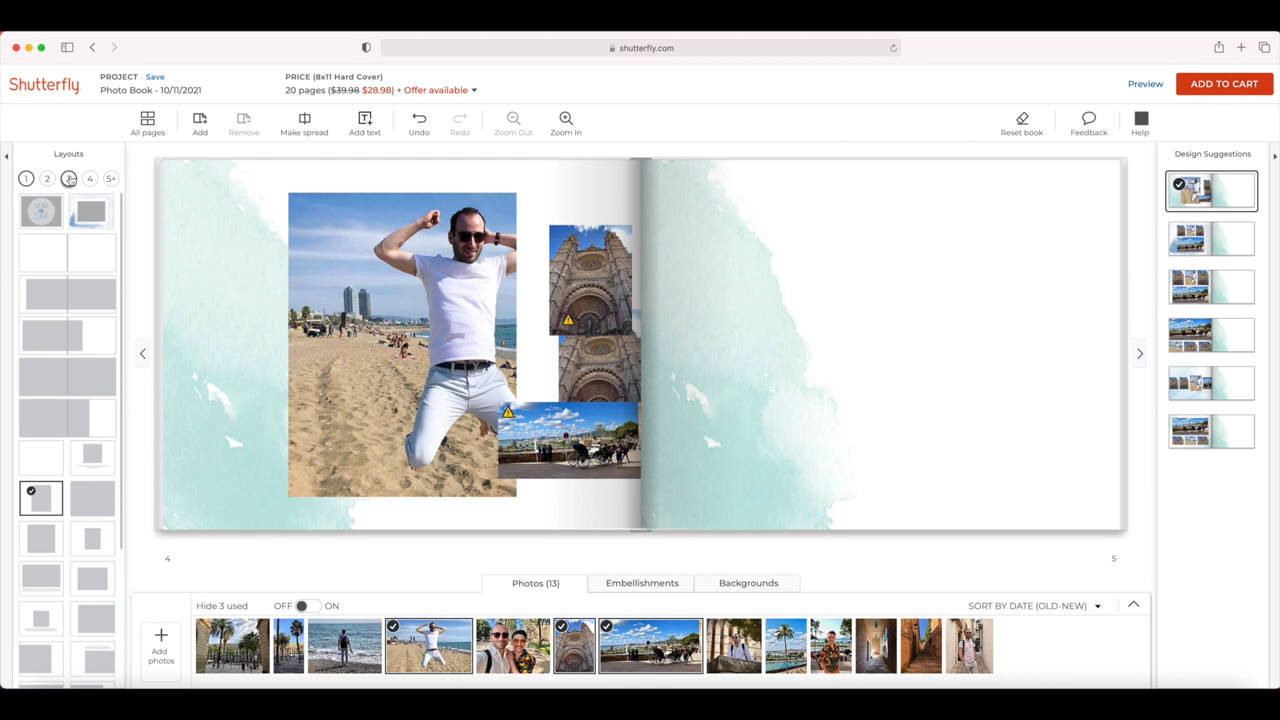 shutterfly.com
Shutterfly
PROJECT | Save
Photo Book - 10/11/2021
PRICE (8x11 Hard Cover)
20 pages ($39.98 $28.98) + Offer available
Preview
ADD TO CART
All pages
Add
Remove
Make spread
Add text
Undo
Redo
Zoom Out
Zoom In
Reset book
Feedback
Help
Layouts
1 2 4 5+
Design Suggestions
4
5
Photos (13)
Embellishments
Backgrounds
Hide 3 used OFF ON
SORT BY DATE (OLD-NEW)
Add
photos